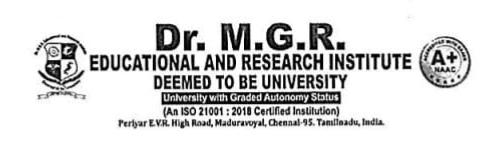 Dr. M.G.R.
EDUCATIONAL AND RESEARCH INSTITUTE
DEEMED TO BE UNIVERSITY
University with Graded Autonomy Status
(An ISO 21001 : 2018 Certified Institution)
Periyar E.V.R. High Road, Maduravoyal, Chennai-95. Tamilnadu, India.
A+
NAAC